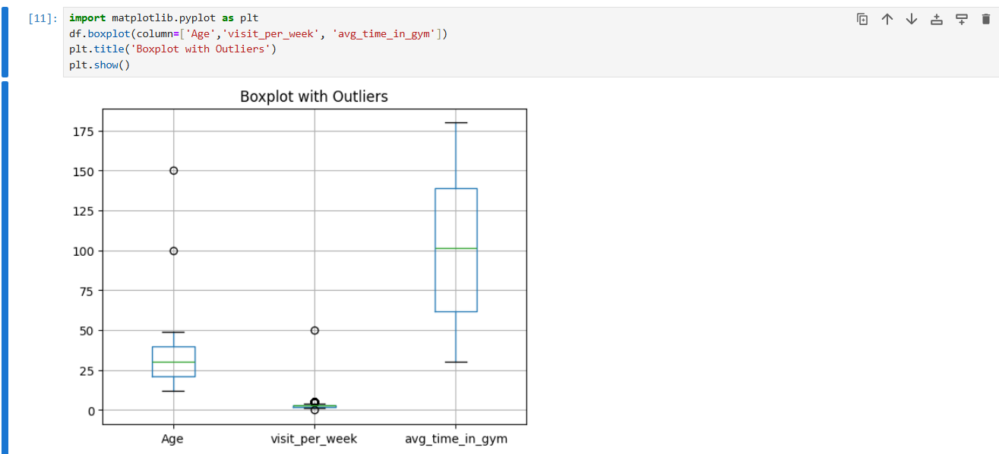 [11]: import matplotlib.pyplot as plt
df.boxplot(column=['Age','visit_per_week', 'avg_time_in_gym'])
plt.title('Boxplot with Outliers')
plt.show()
Boxplot with Outliers
175
150
125
100
75
50
25
0
Age visit_per_week avg_time_in_gym